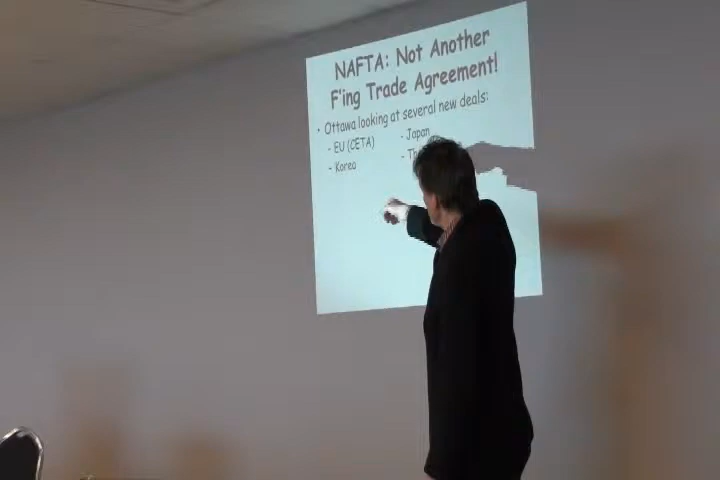 NAFTA: Not Another
F'ing Trade Agreement!
• Ottawa looking at several new deals:
- EU (CETA)
- Korea
- Japan
-